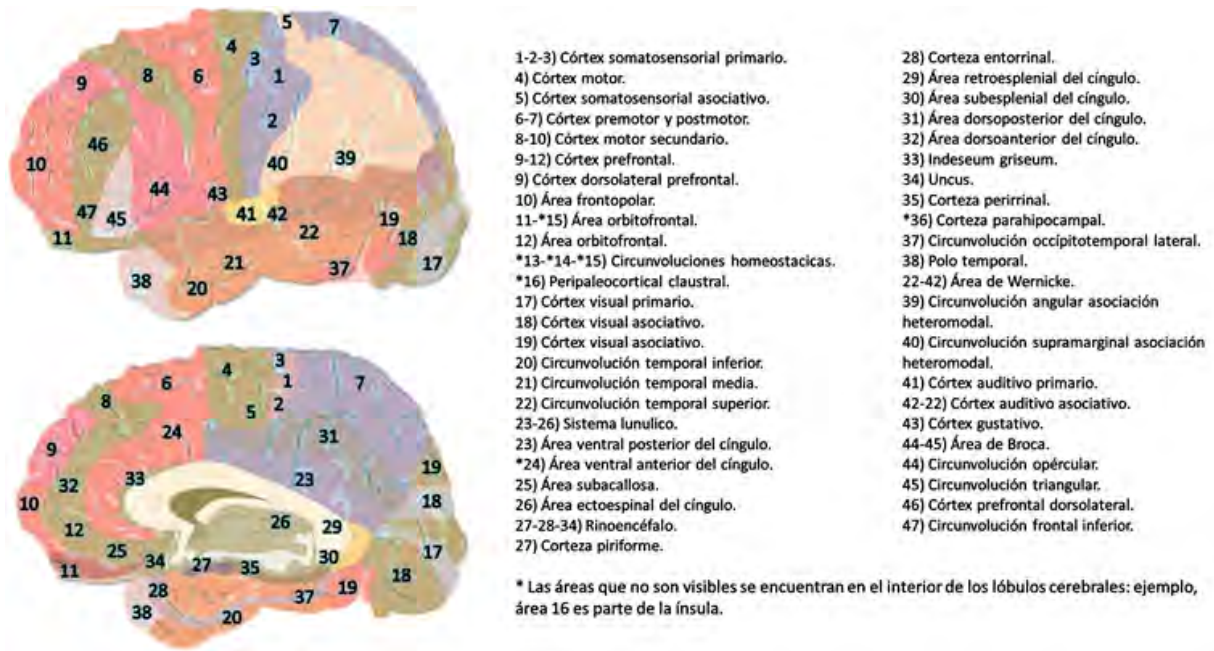 5
7
4
3
6
1
8
9
2
46
40
39
10
44
43
47
45
41
42
19
22
18
11
21
17
38
37
20
3
4
6
1
7
8
5
2
24
31
9
19
33
23
32
18
10
26
29
12
25
17
34
27
35
30
11
18
28
19
37
38
20
1-2-3) Córtex somatosensorial primario.
4) Córtex motor.
5) Córtex somatosensorial asociativo.
6-7) Córtex premotor y postmotor.
8-10) Córtex motor secundario.
9-12) Córtex prefrontal.
9) Córtex dorsolateral prefrontal.
10) Área frontopolar.
11-*15) Área orbitofrontal.
12) Área orbitofrontal.
*13-*14-*15) Circunvoluciones homeostacicas.
*16) Peripaleocortical claustral.
17) Córtex visual primario.
18) Córtex visual asociativo.
19) Córtex visual asociativo.
20) Circunvolución temporal inferior.
21) Circunvolución temporal media.
22) Circunvolución temporal superior.
23-26) Sistema lunulico.
23) Área ventral posterior del cíngulo.
*24) Área ventral anterior del cíngulo.
25) Área subacallosa.
26) Área ectoespinal del cíngulo.
27-28-34) Rinoencéfalo.
27) Corteza piriforme.
28) Corteza entorrinal.
29) Área retroesplenial del cíngulo.
30) Área subesplenial del cíngulo.
31) Área dorsoposterior del cíngulo.
32) Área dorsoanterior del cíngulo.
33) Indeseum griseum.
34) Uncus.
35) Corteza perirrinal.
*36) Corteza parahipocampal.
37) Circunvolución occípitotemporal lateral.
38) Polo temporal.
22-42) Área de Wernicke.
39) Circunvolución angular asociación
heteromodal.
40) Circunvolución supramarginal asociación
heteromodal.
41) Córtex auditivo primario.
42-22) Córtex auditivo asociativo.
43) Córtex gustativo.
44-45) Área de Broca.
44) Circunvolución opércular.
45) Circunvolución triangular.
46) Córtex prefrontal dorsolateral.
47) Circunvolución frontal inferior.
* Las áreas que no son visibles se encuentran en el interior de los lóbulos cerebrales: ejemplo,
área 16 es parte de la ínsula.